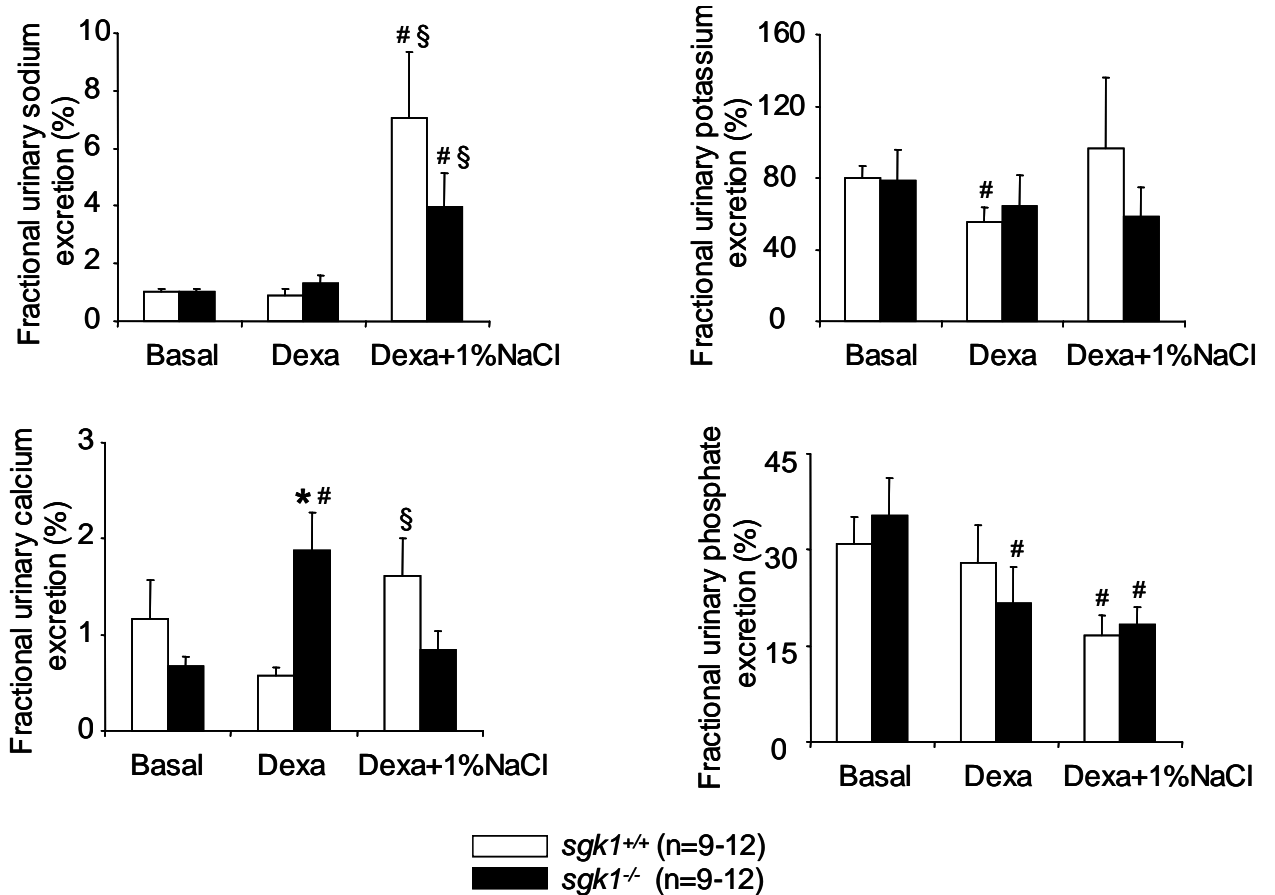 Fractional urinary sodium
excretion (%)
10
8
6
4
2
0
# §
# §
Basal
Dexa
Dexa+1%NaCl
Fractional urinary potassium
excretion (%)
160
120
80
40
0
#
Basal
Dexa
Dexa+1%NaCl
Fractional urinary calcium
excretion (%)
3
2
1
0
* #
§
Basal
Dexa
Dexa+1%NaCl
Fractional urinary phosphate
excretion (%)
45
30
15
0
#
#
#
Basal
Dexa
Dexa+1%NaCl
sgk1+/+ (n=9-12)
sgk1-/- (n=9-12)